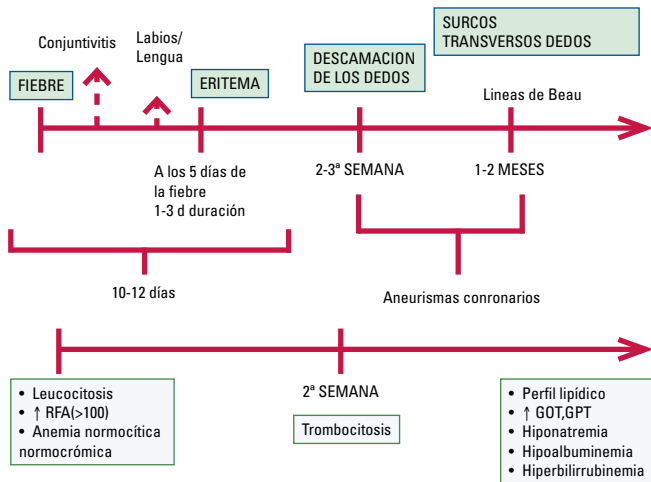 Conjuntivitis
Labios/
Lengua
SURCOS
TRANSVERSOS DEDOS
FIEBRE
ERITEMA
DESCAMACION
DE LOS DEDOS
Lineas de Beau
A los 5 días de
la fiebre
1-3 d duración
2-3ª SEMANA
1-2 MESES
10-12 días
Aneurismas conronarios
• Leucocitosis
• ↑ RFA(>100)
• Anemia normocítica
normocrómica
2ª SEMANA
Trombocitosis
• Perfil lipídico
• ↑ GOT,GPT
• Hiponatremia
• Hipoalbuminemia
• Hiperbilirrubinemia